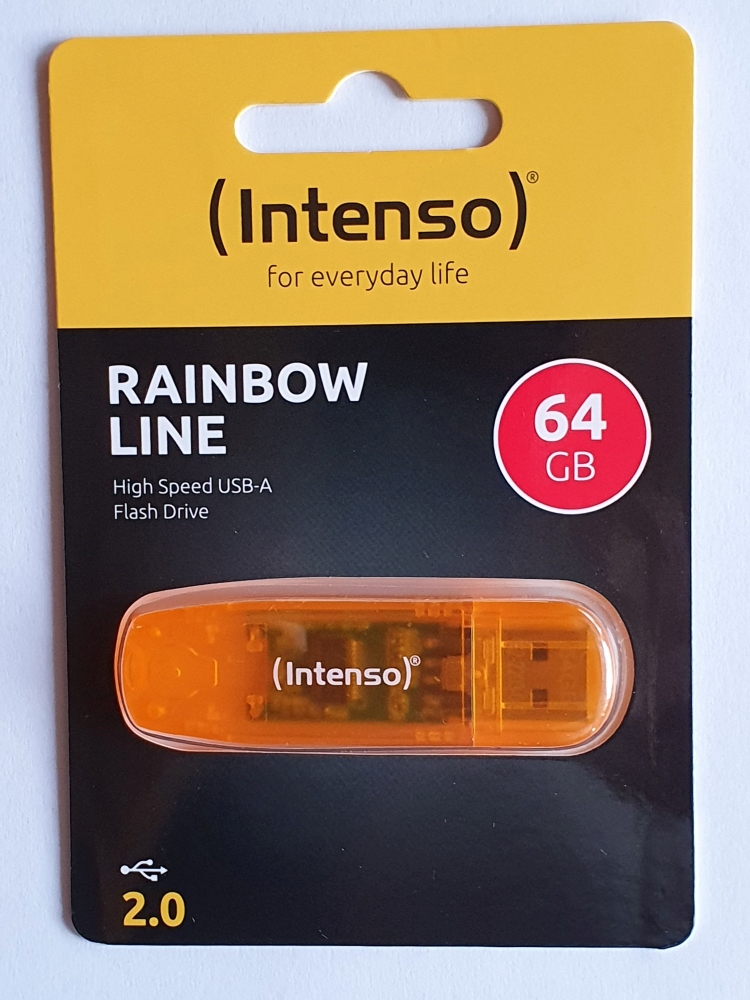 (Intenso)®
for everyday life
RAINBOW
LINE
64
GB
High Speed USB-A
Flash Drive
(Intenso)®
2.0